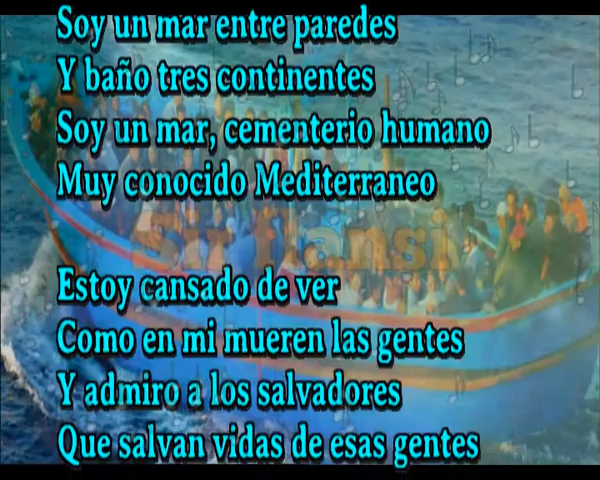 Soy un mar entre paredes
Y baño tres continentes
Soy un mar, cementerio humano
Muy conocido Mediterraneo
Estoy cansado de ver
Como en mi mueren las gentes
Y admiro a los salvadores
Que salvan vidas de esas gentes